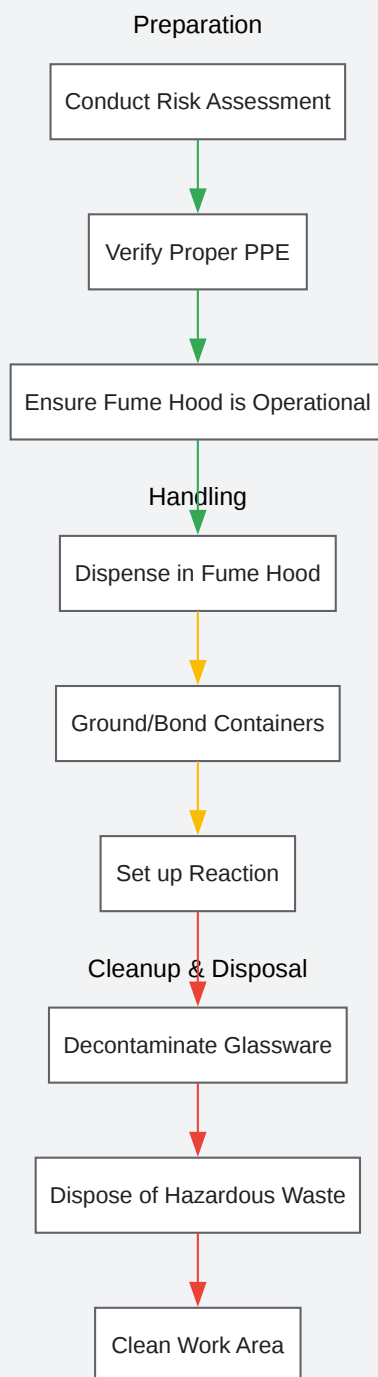 Preparation
Conduct Risk Assessment
Verify Proper PPE
Ensure Fume Hood is Operational
Handling
Dispense in Fume Hood
Ground/Bond Containers
Set up Reaction
Cleanup & Disposal
Decontaminate Glassware
Dispose of Hazardous Waste
Clean Work Area